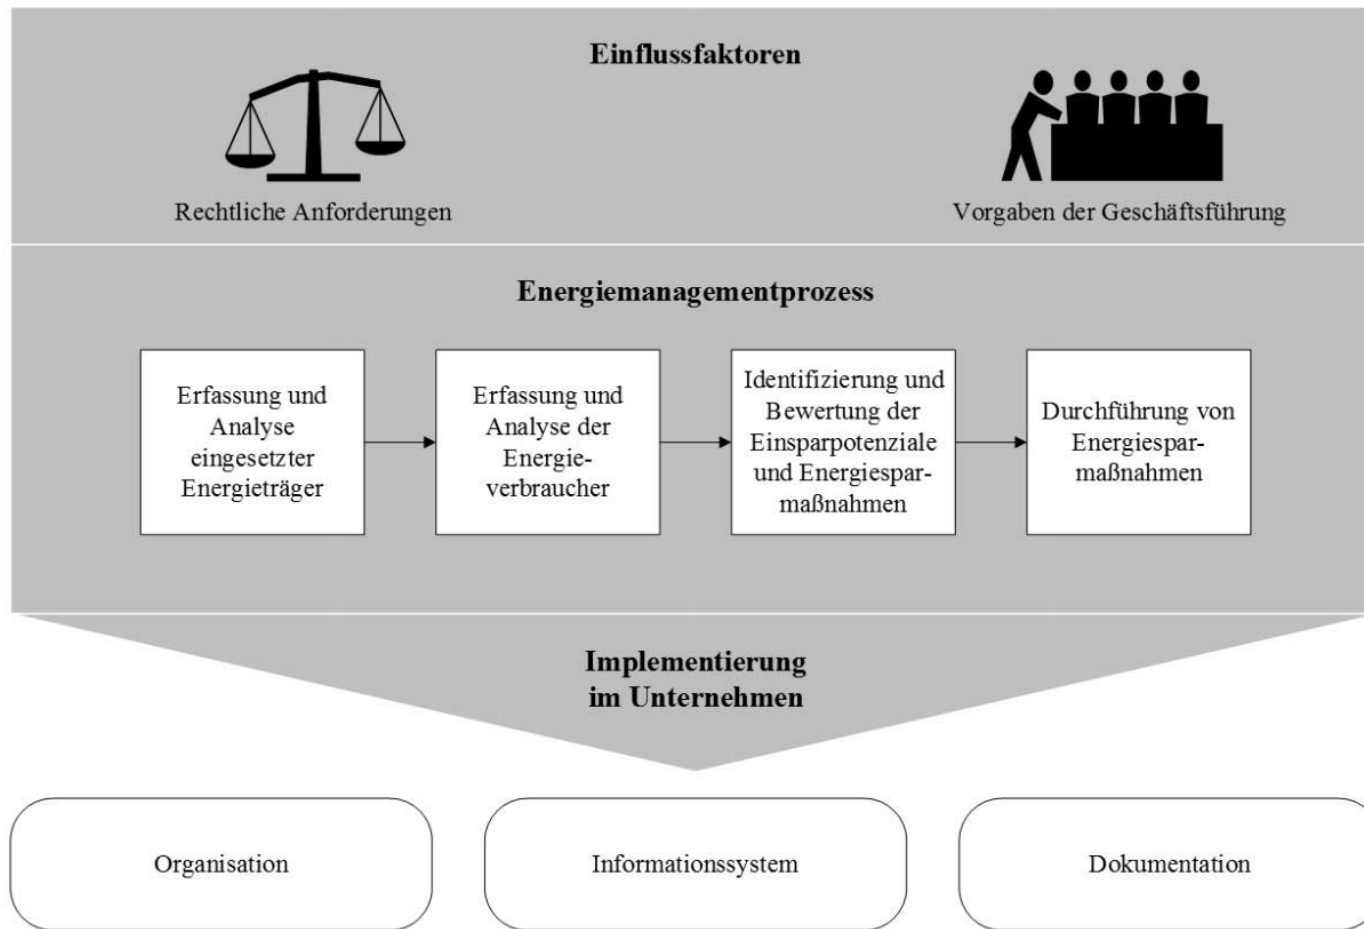 Einflussfaktoren
Rechtliche Anforderungen
Vorgaben der Geschäftsführung
Energiemanagementprozess
Erfassung und
Analyse
eingesetzter
Energieträger
Erfassung und
Analyse der
Energie-
verbraucher
Identifizierung und
Bewertung der
Einsparpotenziale
und Energiespar-
maßnahmen
Durchführung von
Energiespar-
maßnahmen
Implementierung
im Unternehmen
Organisation
Informationssystem
Dokumentation